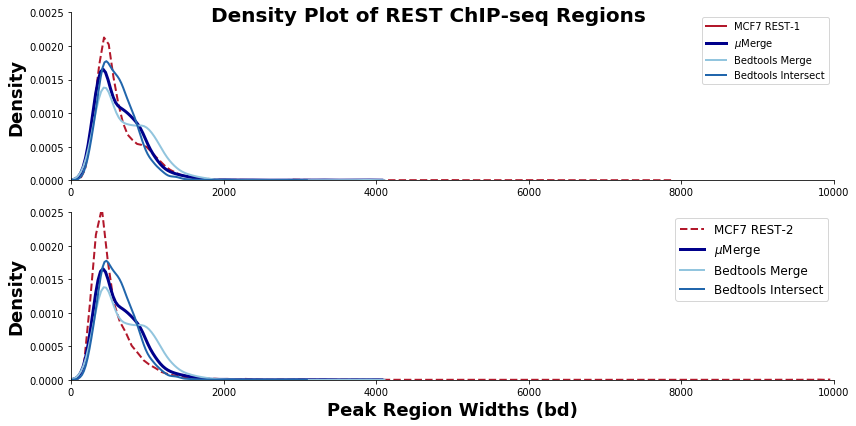 Density Plot of REST ChIP-seq Regions
Density
0.0025
0.0020
0.0015
0.0010
0.0005
0.0000
0
2000
4000
6000
8000
10000
MCF7 REST-1
μMerge
Bedtools Merge
Bedtools Intersect
Density
0.0025
0.0020
0.0015
0.0010
0.0005
0.0000
0
2000
4000
6000
8000
10000
MCF7 REST-2
μMerge
Bedtools Merge
Bedtools Intersect
Peak Region Widths (bd)